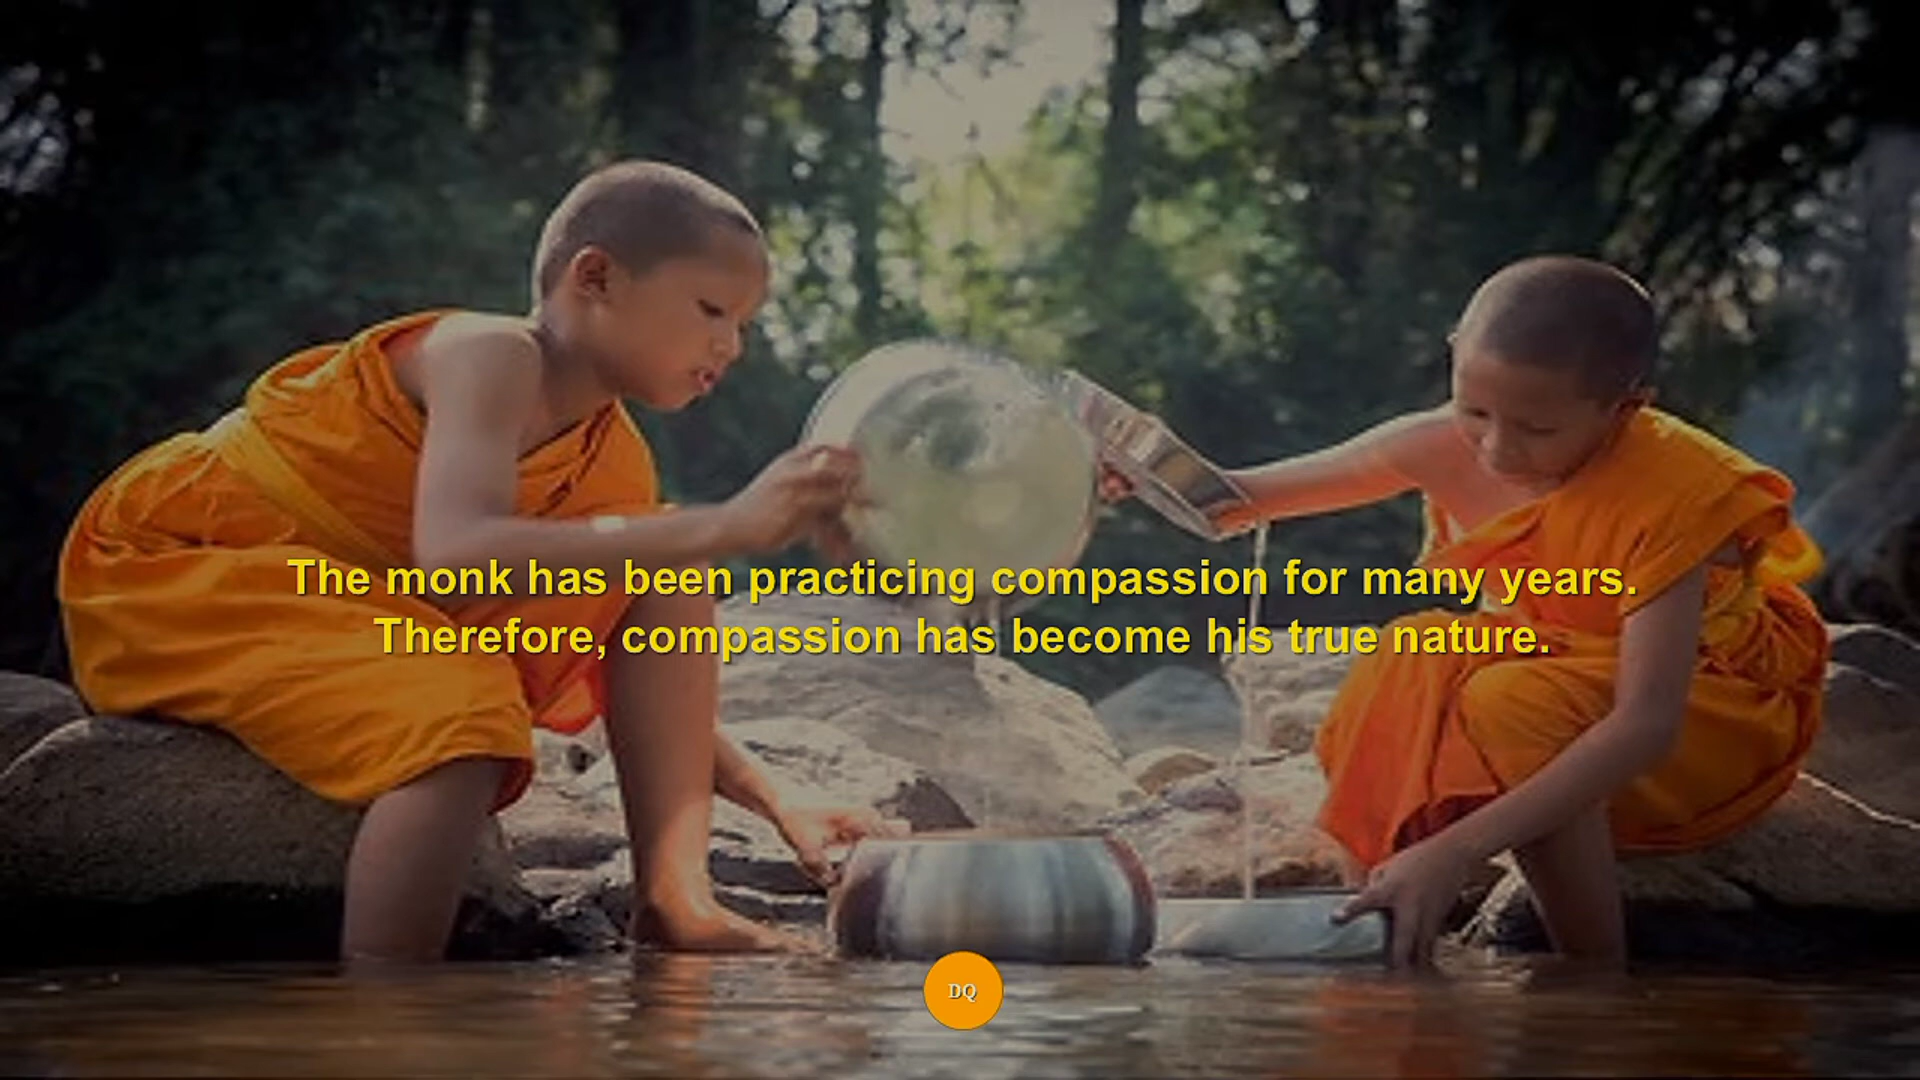 The monk has been practicing compassion for many years.
Therefore, compassion has become his true nature.
DQ